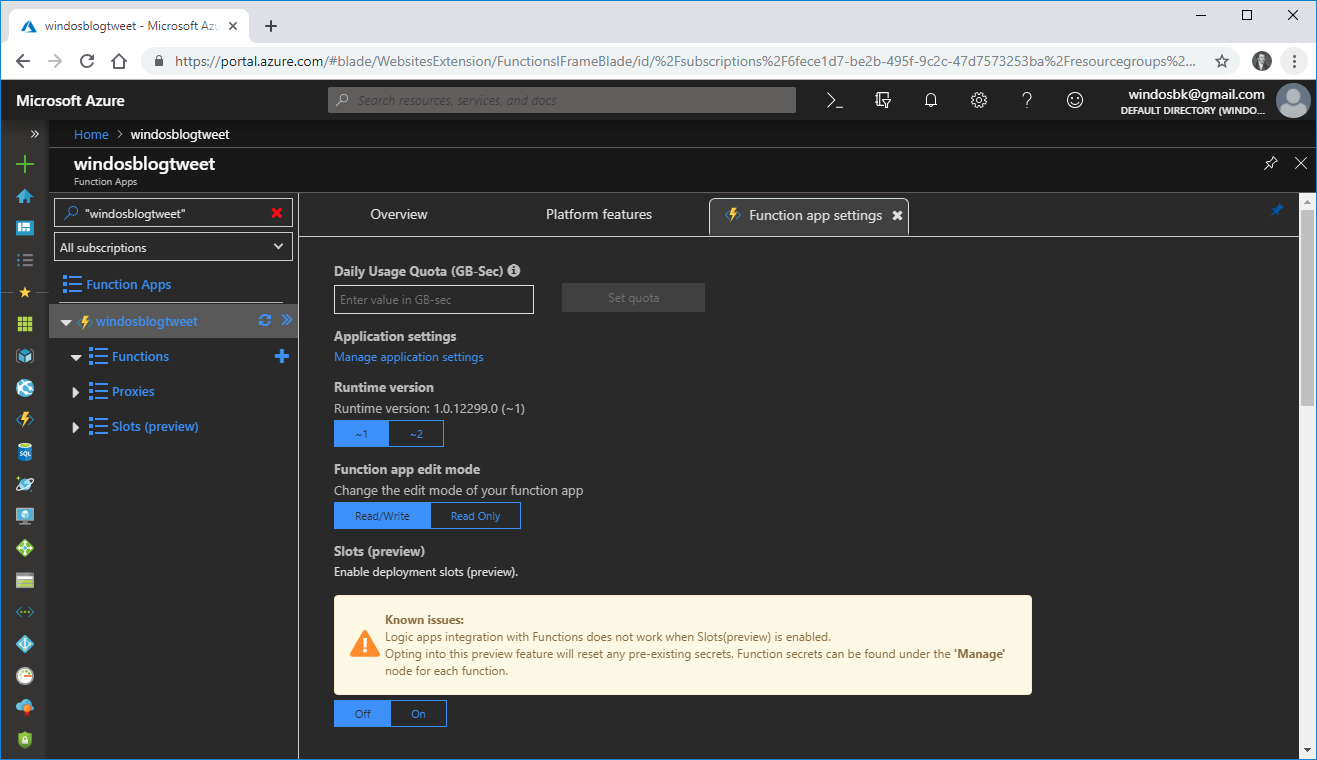 windosblogtweet - Microsoft Azu
https://portal.azure.com/#blade/WebsitesExtension/FunctionsIFrameBlade/id/%2Fsubscriptions%2F6fece1d7-be2b-495f-9c2c-47d7573253ba%2Fresourcegroups%2...
Microsoft Azure
Search resources, services, and docs
windosbk@gmail.com
DEFAULT DIRECTORY (WINDO...
Home > windosblogtweet
windosblogtweet
Function Apps
"windosblogtweet"
All subscriptions
Function Apps
windosblogtweet
Functions
Proxies
Slots (preview)
Overview
Platform features
Function app settings
Daily Usage Quota (GB-Sec)
Enter value in GB-sec
Set quota
Application settings
Manage application settings
Runtime version
Runtime version: 1.0.12299.0 (~1)
~1
~2
Function app edit mode
Change the edit mode of your function app
Read/Write
Read Only
Slots (preview)
Enable deployment slots (preview).
Known issues:
Logic apps integration with Functions does not work when Slots(preview) is enabled.
Opting into this preview feature will reset any pre-existing secrets. Function secrets can be found under the 'Manage'
node for each function.
Off
On